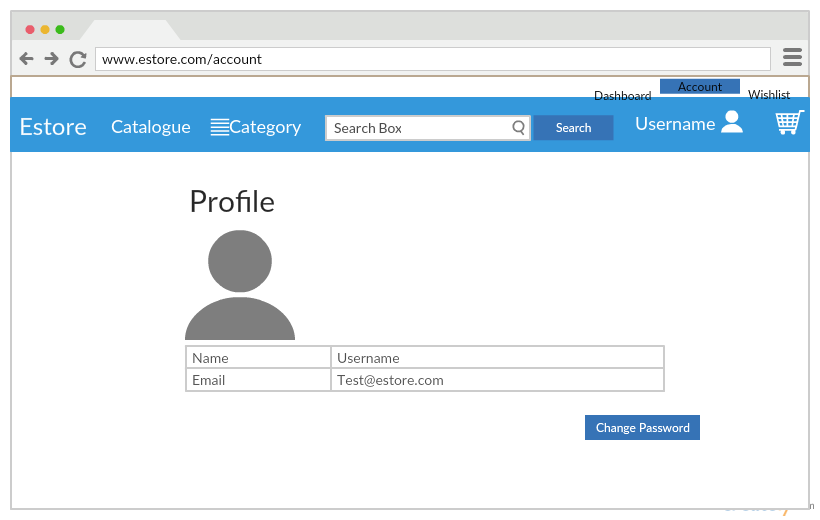 www.estore.com/account
Dashboard Account Wishlist
Estore Catalogue Category Search Box Search Username
Profile
Name Username
Email Test@estore.com
Change Password